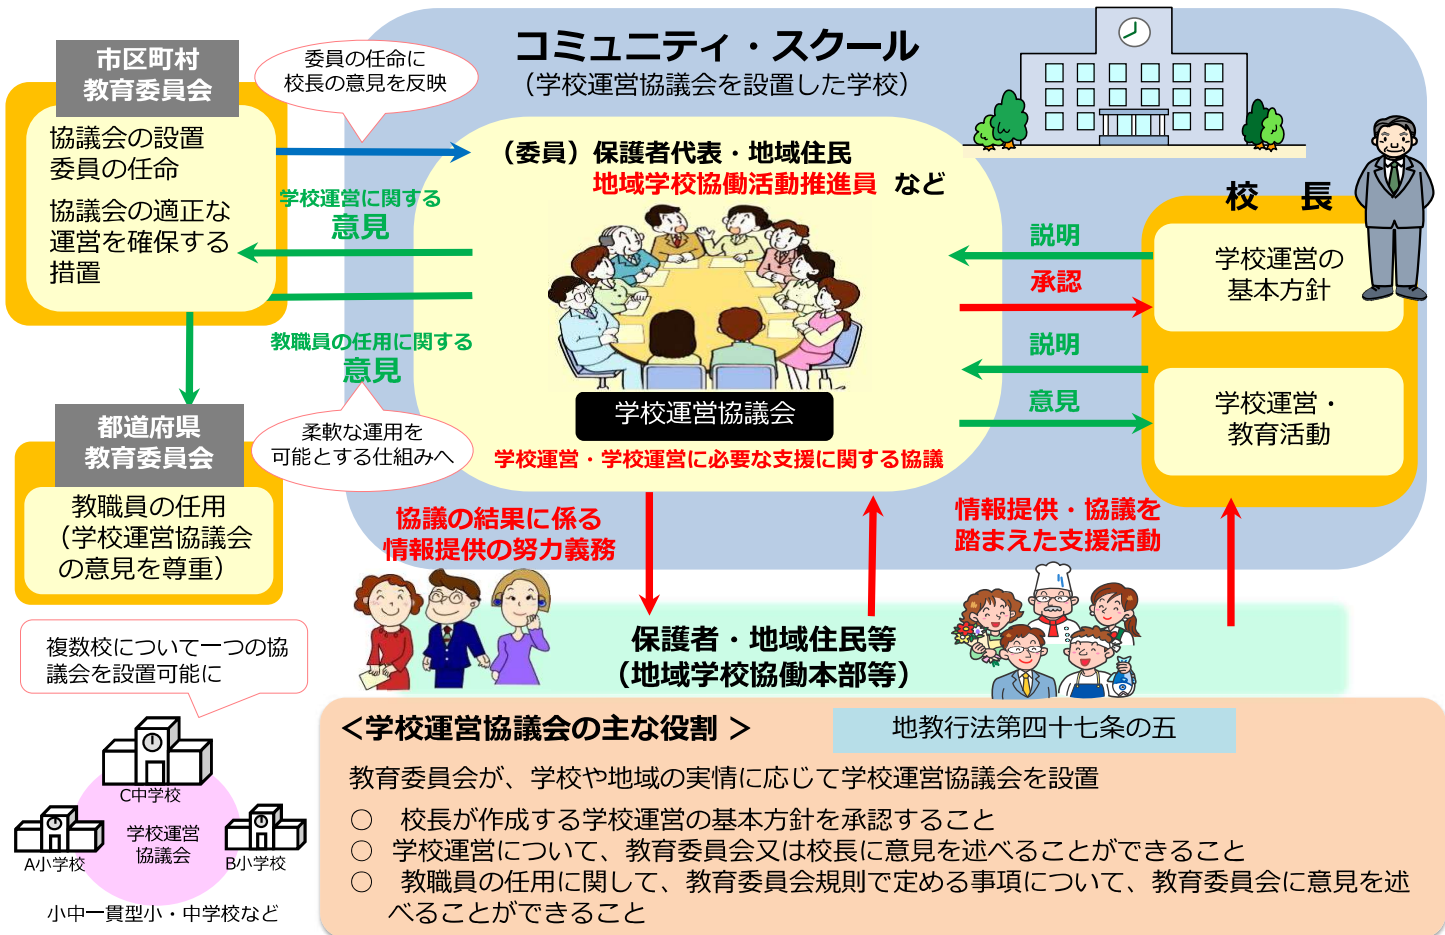 コミュニティ・スクール
（学校運営協議会を設置した学校）
市区町村
教育委員会
協議会の設置
委員の任命
協議会の適正な
運営を確保する
措置
委員の任命に
校長の意見を反映
学校運営に関する
意見
教職員の任用に関する
意見
柔軟な運用を
可能とする仕組みへ
都道府県
教育委員会
教職員の任用
（学校運営協議会
の意見を尊重）
（委員）保護者代表・地域住民
地域学校協働活動推進員 など
学校運営協議会
学校運営・学校運営に必要な支援に関する協議
校 長
説明
承認
学校運営の
基本方針
説明
意見
学校運営・
教育活動
協議の結果に係る
情報提供の努力義務
情報提供・協議を
踏まえた支援活動
保護者・地域住民等
（地域学校協働本部等）
複数校について一つの協
議会を設置可能に
C中学校
学校運営
協議会
A小学校
B小学校
小中一貫型小・中学校など
＜学校運営協議会の主な役割 ＞
地教行法第四十七条の五
教育委員会が、学校や地域の実情に応じて学校運営協議会を設置
○ 校長が作成する学校運営の基本方針を承認すること
○ 学校運営について、教育委員会又は校長に意見を述べることができること
○ 教職員の任用に関して、教育委員会規則で定める事項について、教育委員会に意見を述
べることができること